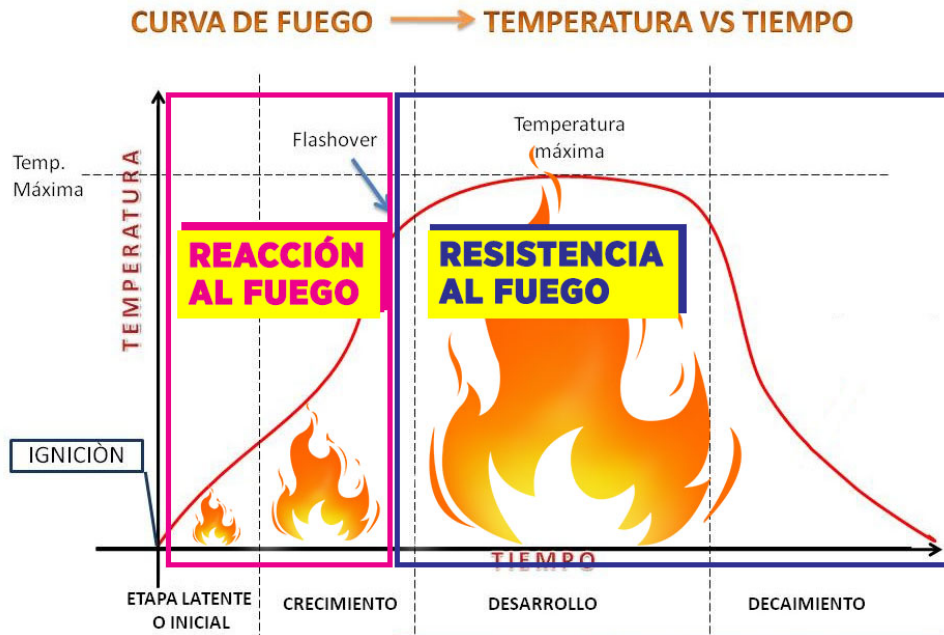 CURVA DE FUEGO TEMPERATURA VS TIEMPO
Flashover
Temperatura
máxima
Temp.
Máxima
TEMPERATURA
REACCIÓN
AL FUEGO
RESISTENCIA
AL FUEGO
IGNICIÒN
TIEMPO
ETAPA LATENTE
O INICIAL
CRECIMIENTO
DESARROLLO
DECAIMIENTO